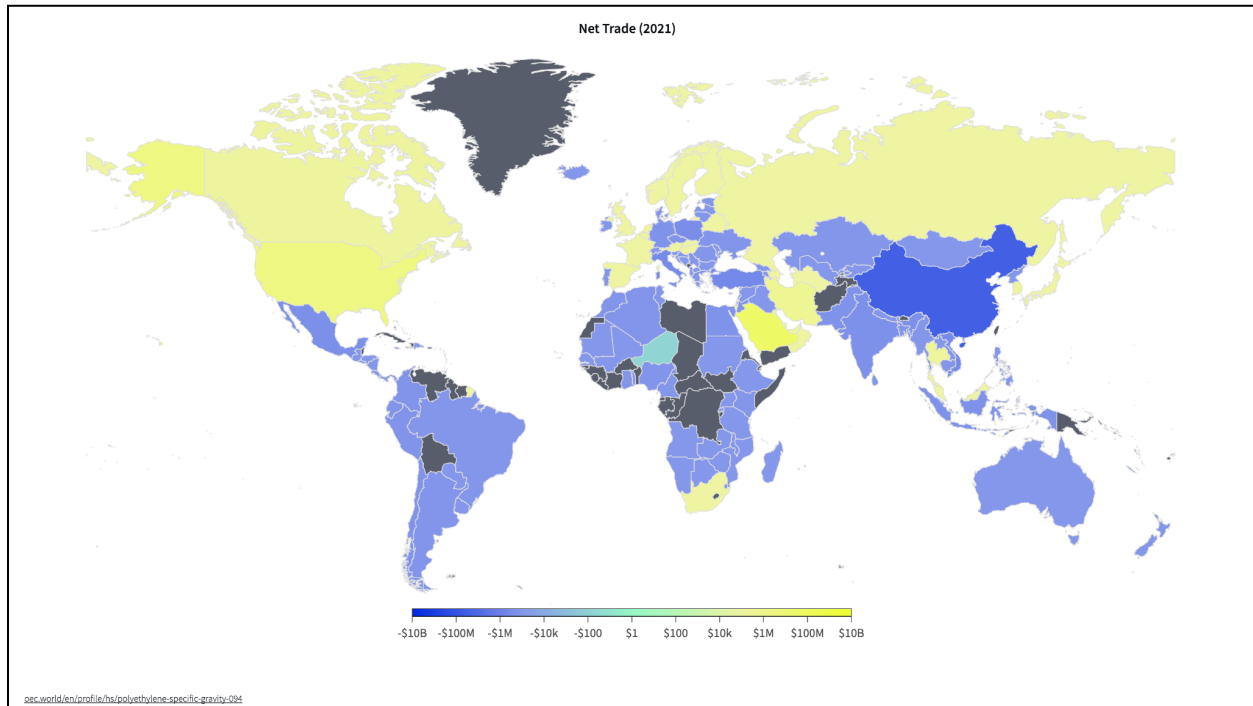 Net Trade (2021)
-$10B -$100M -$1M -$10k -$100 $1 $100 $10k $1M $100M $10B
oec.world/en/profile/hs/polyethylene-specific-gravity-094